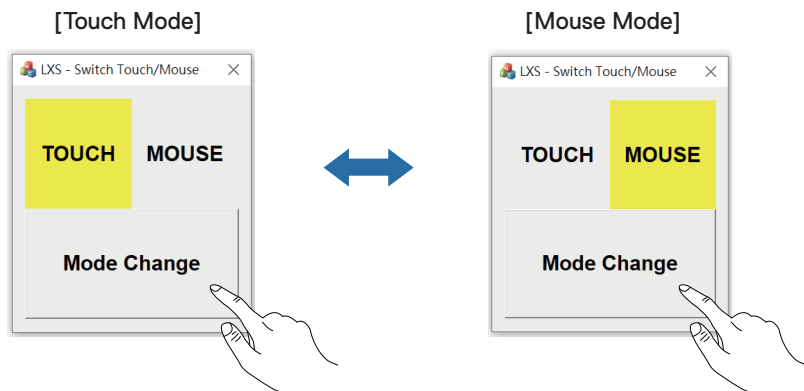 [Touch Mode]
[Mouse Mode]
LXS - Switch Touch/Mouse
TOUCH MOUSE
Mode Change
LXS - Switch Touch/Mouse
TOUCH MOUSE
Mode Change